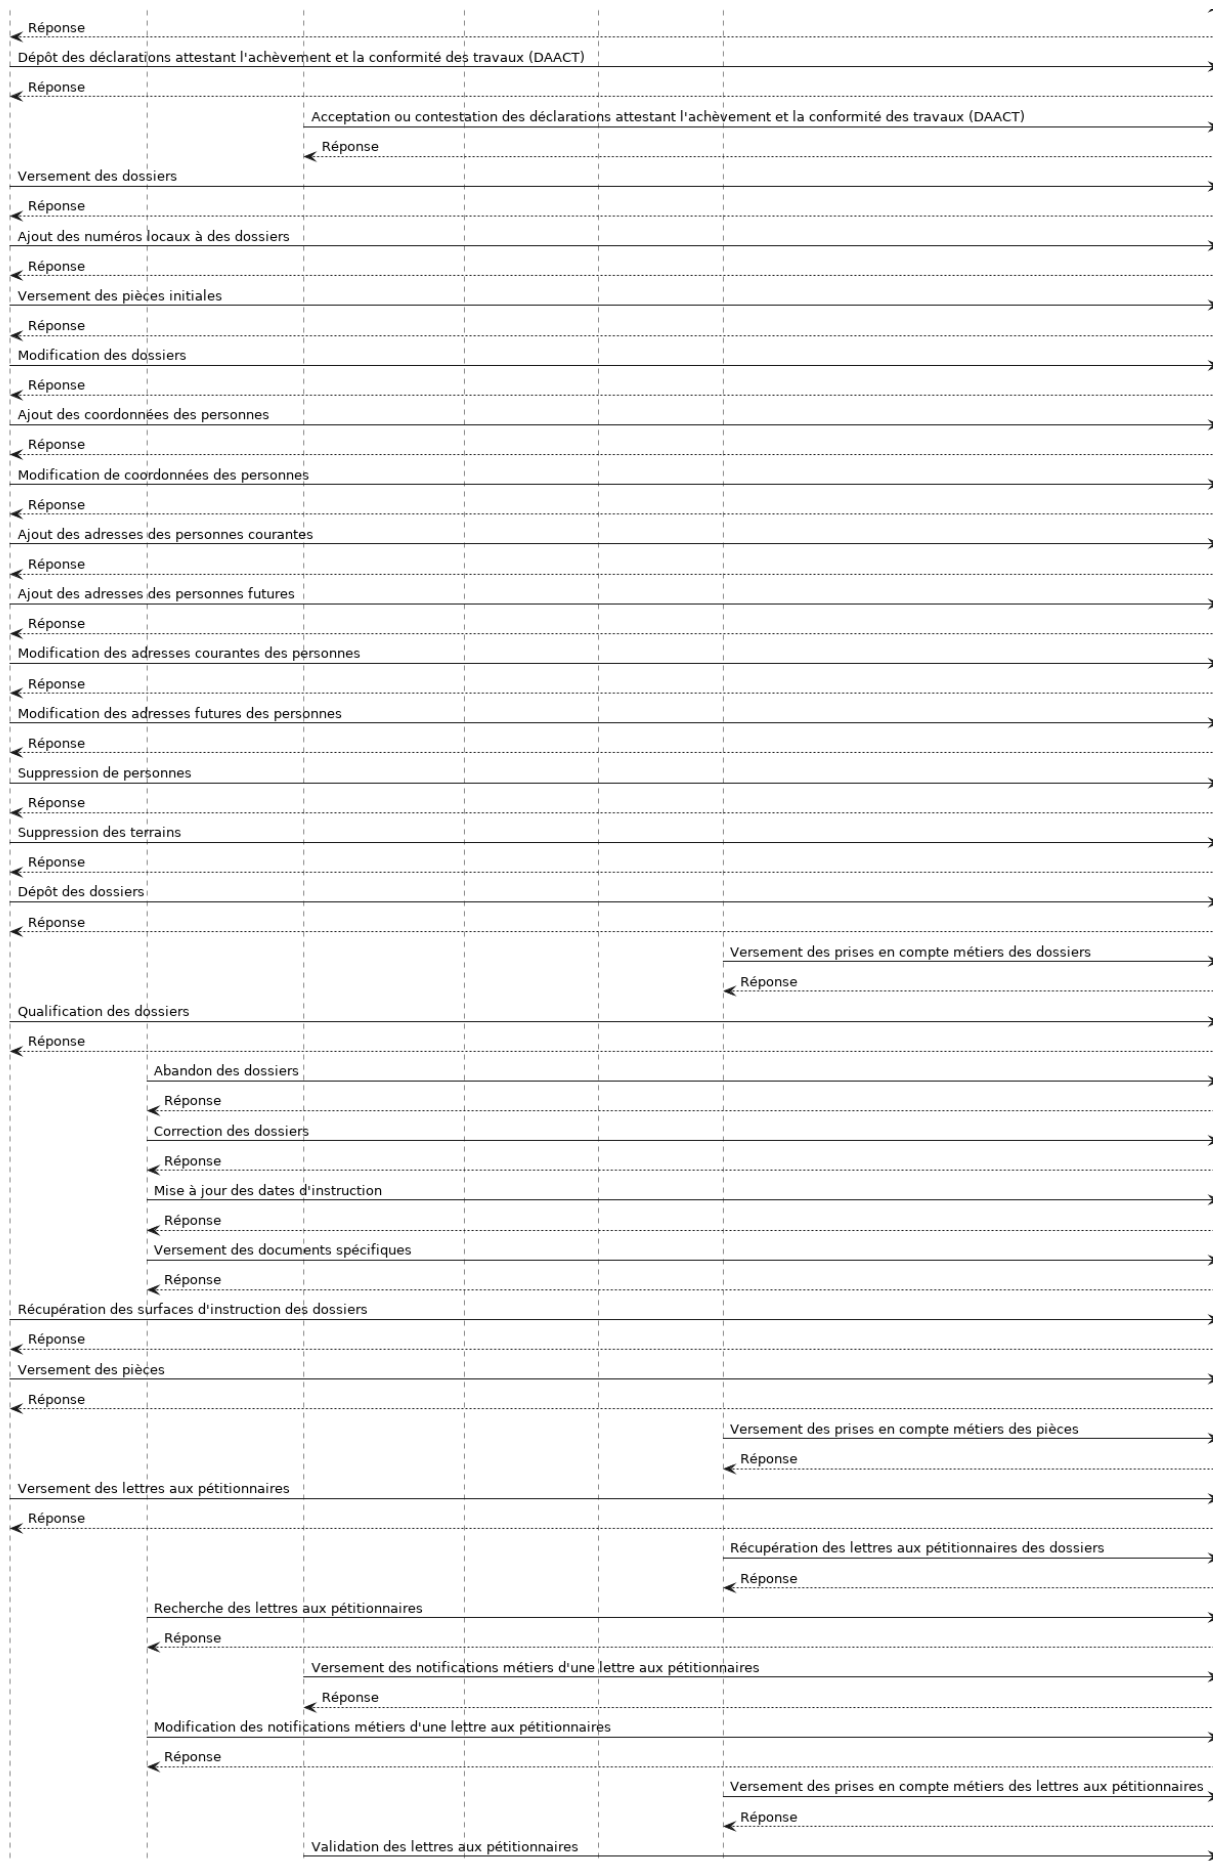 Réponse
Dépôt des déclarations attestant l'achèvement et la conformité des travaux (DAACT)
Réponse
Acceptation ou contestation des déclarations attestant l'achèvement et la conformité des travaux (DAACT)
Réponse
Versement des dossiers
Réponse
Ajout des numéros locaux à des dossiers
Réponse
Versement des pièces initiales
Réponse
Modification des dossiers
Réponse
Ajout des coordonnées des personnes
Réponse
Modification de coordonnées des personnes
Réponse
Ajout des adresses des personnes courantes
Réponse
Ajout des adresses des personnes futures
Réponse
Modification des adresses courantes des personnes
Réponse
Modification des adresses futures des personnes
Réponse
Suppression de personnes
Réponse
Suppression des terrains
Réponse
Dépôt des dossiers
Réponse
Versement des prises en compte métiers des dossiers
Réponse
Qualification des dossiers
Réponse
Abandon des dossiers
Réponse
Correction des dossiers
Réponse
Mise à jour des dates d'instruction
Réponse
Versement des documents spécifiques
Réponse
Récupération des surfaces d'instruction des dossiers
Réponse
Versement des pièces
Réponse
Versement des prises en compte métiers des pièces
Réponse
Versement des lettres aux pétitionnaires
Réponse
Récupération des lettres aux pétitionnaires des dossiers
Réponse
Recherche des lettres aux pétitionnaires
Réponse
Versement des notifications métiers d'une lettre aux pétitionnaires
Réponse
Modification des notifications métiers d'une lettre aux pétitionnaires
Réponse
Versement des prises en compte métiers des lettres aux pétitionnaires
Réponse
Validation des lettres aux pétitionnaires